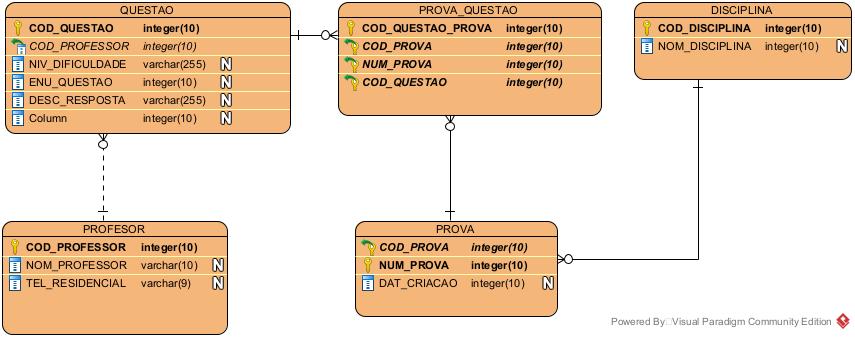 QUESTAO
COD_QUESTAO integer(10)
COD_PROFESSOR integer(10)
NIV_DIFICULDADE varchar(255) N
ENU_QUESTAO integer(10) N
DESC_RESPOSTA varchar(255) N
Column integer(10) N
PROVA_QUESTAO
COD_QUESTAO_PROVA integer(10)
COD_PROVA integer(10)
NUM_PROVA integer(10)
COD_QUESTAO integer(10)
DISCIPLINA
COD_DISCIPLINA integer(10)
NOM_DISCIPLINA integer(10) N
PROFESOR
COD_PROFESSOR integer(10)
NOM_PROFESSOR varchar(10) N
TEL_RESIDENCIAL varchar(9) N
PROVA
COD_PROVA integer(10)
NUM_PROVA integer(10)
DAT_CRIACAO integer(10) N
Powered By Visual Paradigm Community Edition